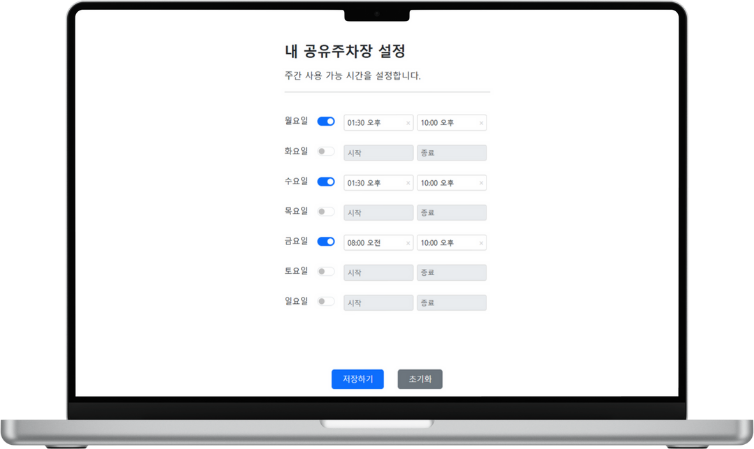 내 공유주차장 설정
주간 사용 가능 시간을 설정합니다.
월요일 01:30 오후 × 10:00 오후 ×
화요일 시작 종료
수요일 01:30 오후 × 10:00 오후 ×
목요일 시작 종료
금요일 08:00 오전 × 10:00 오후 ×
토요일 시작 종료
일요일 시작 종료
저장하기 초기화